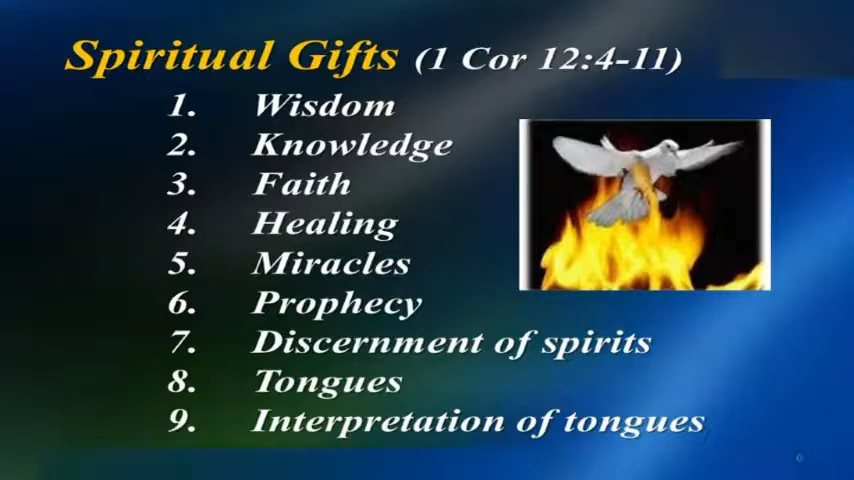 Spiritual Gifts (1 Cor 12:4-11)
1. Wisdom
2. Knowledge
3. Faith
4. Healing
5. Miracles
6. Prophecy
7. Discernment of spirits
8. Tongues
9. Interpretation of tongues
0